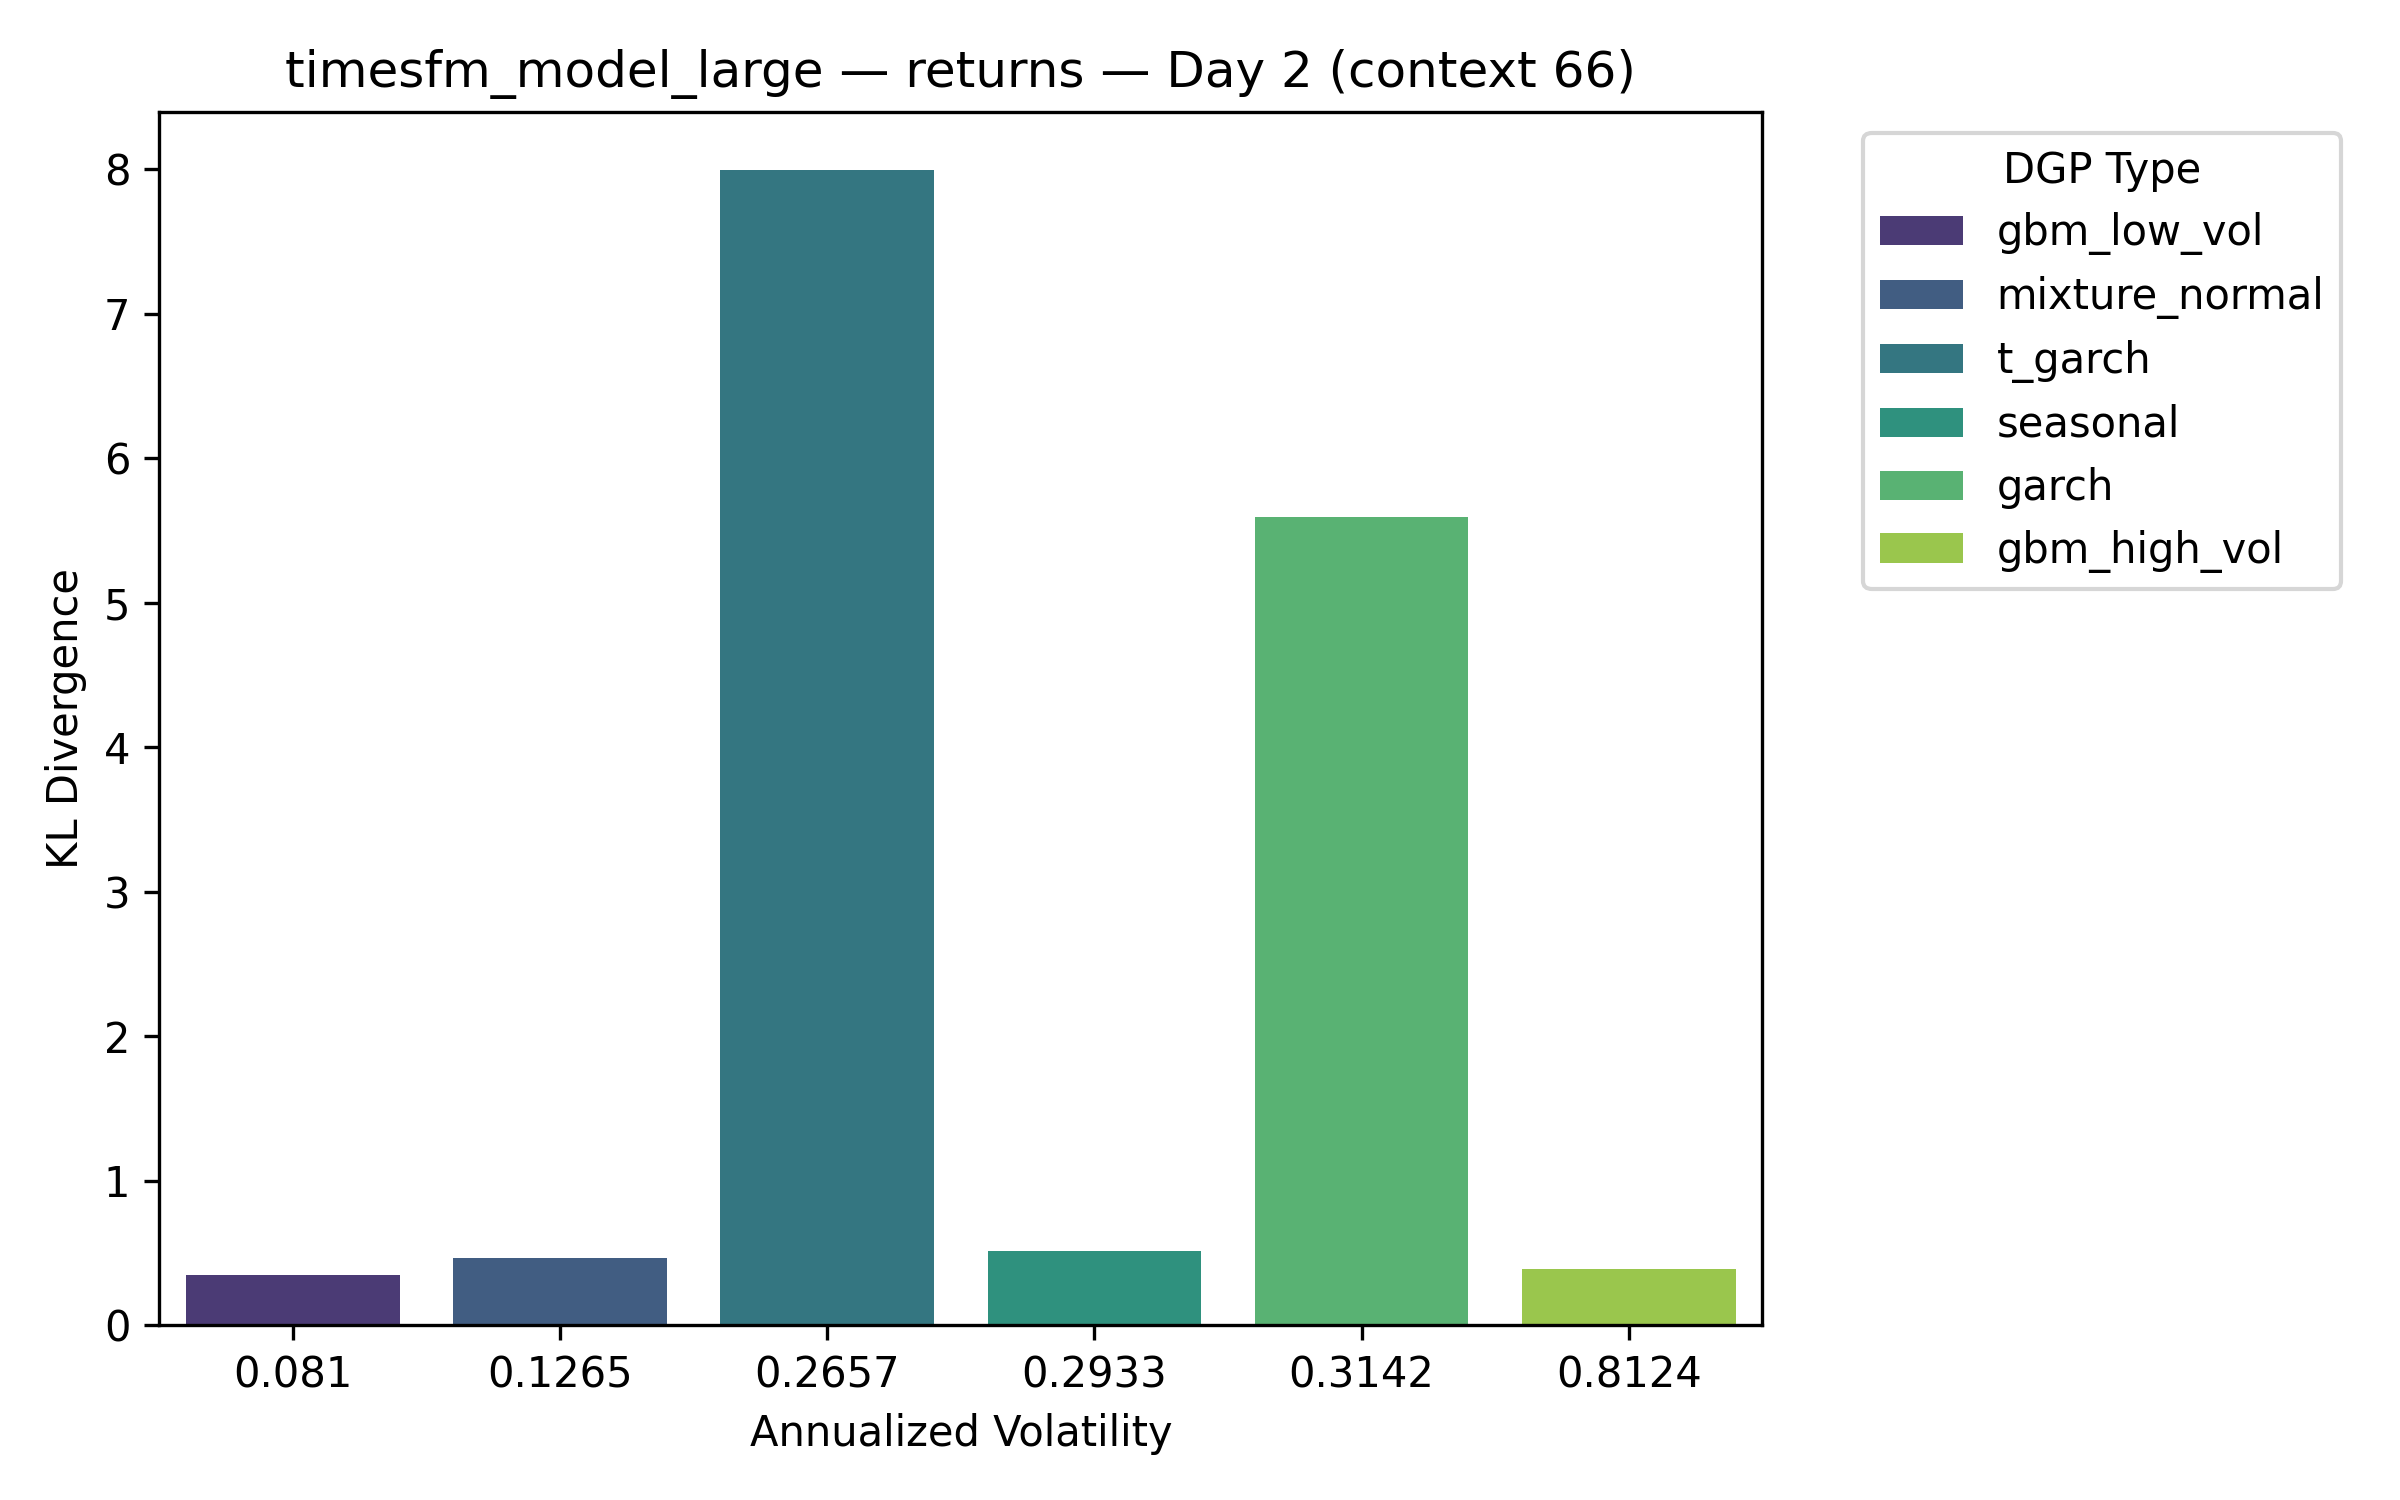 timesfm_model_large — returns — Day 2 (context 66)
KL Divergence
8
7
6
5
4
3
2
1
0
0.081 0.1265 0.2657 0.2933 0.3142 0.8124
Annualized Volatility
DGP Type
gbm_low_vol
mixture_normal
t_garch
seasonal
garch
gbm_high_vol